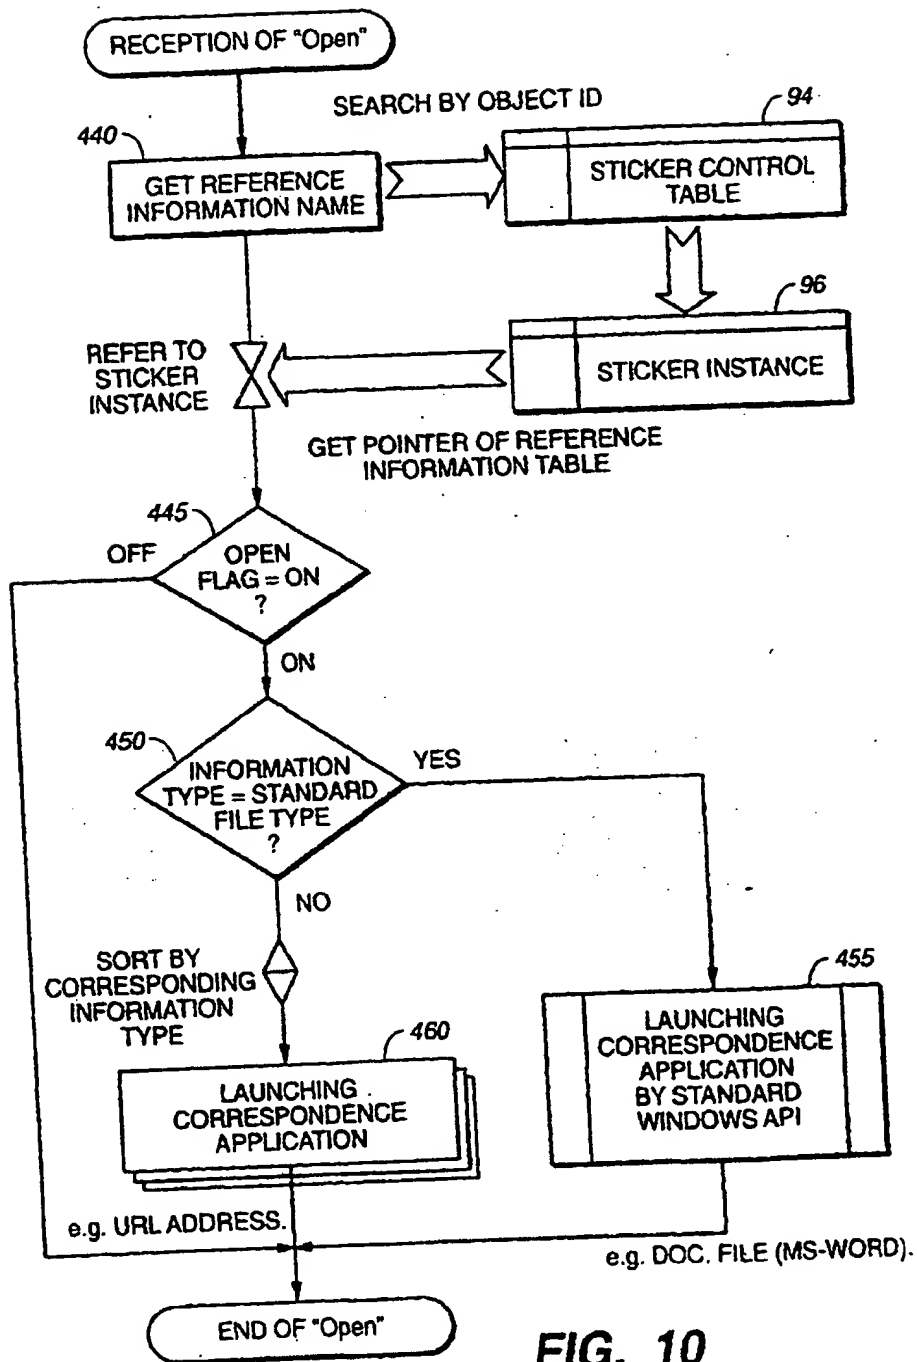 RECEPTION OF "Open"
SEARCH BY OBJECT ID
440
GET REFERENCE
INFORMATION NAME
94
STICKER CONTROL
TABLE
96
STICKER INSTANCE
REFER TO
STICKER
INSTANCE
GET POINTER OF REFERENCE
INFORMATION TABLE
445
OFF
OPEN
FLAG = ON
?
ON
450
INFORMATION
TYPE = STANDARD
FILE TYPE
?
YES
NO
SORT BY
CORRESPONDING
INFORMATION
TYPE
455
LAUNCHING
CORRESPONDENCE
APPLICATION
BY STANDARD
WINDOWS API
460
LAUNCHING
CORRESPONDENCE
APPLICATION
e.g. URL ADDRESS.
e.g. DOC. FILE (MS-WORD).
END OF "Open"
FIG. 10